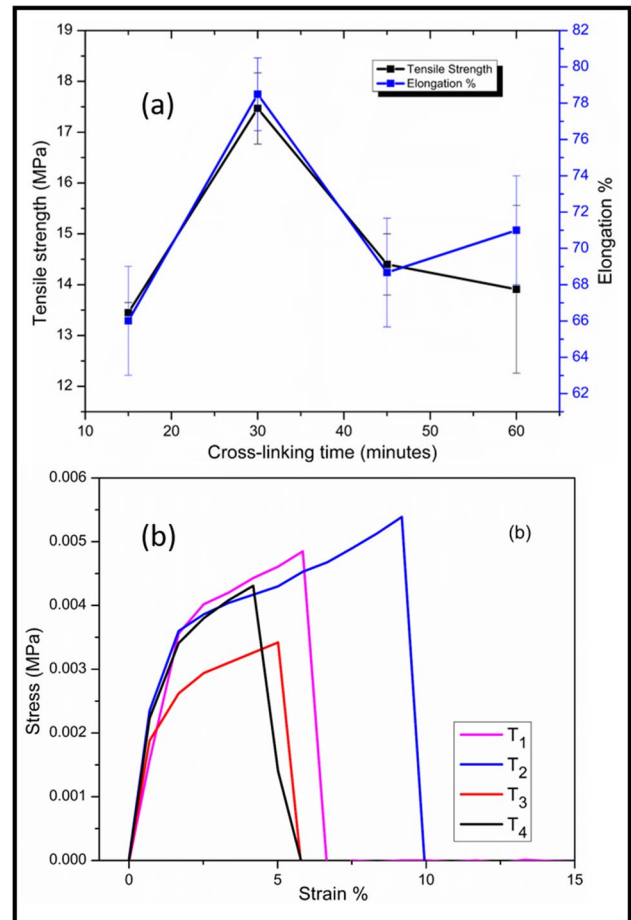 (a)
Tensile Strength
Elongation %
Tensile strength (MPa)
19
18
17
16
15
14
13
12
Elongation %
82
80
78
76
74
72
70
68
66
64
62
10 20 30 40 50 60
Cross-linking time (minutes)
(b)
(b)
Stress (MPa)
0.006
0.005
0.004
0.003
0.002
0.001
0.000
T1
T2
T3
T4
0 5 10 15
Strain %